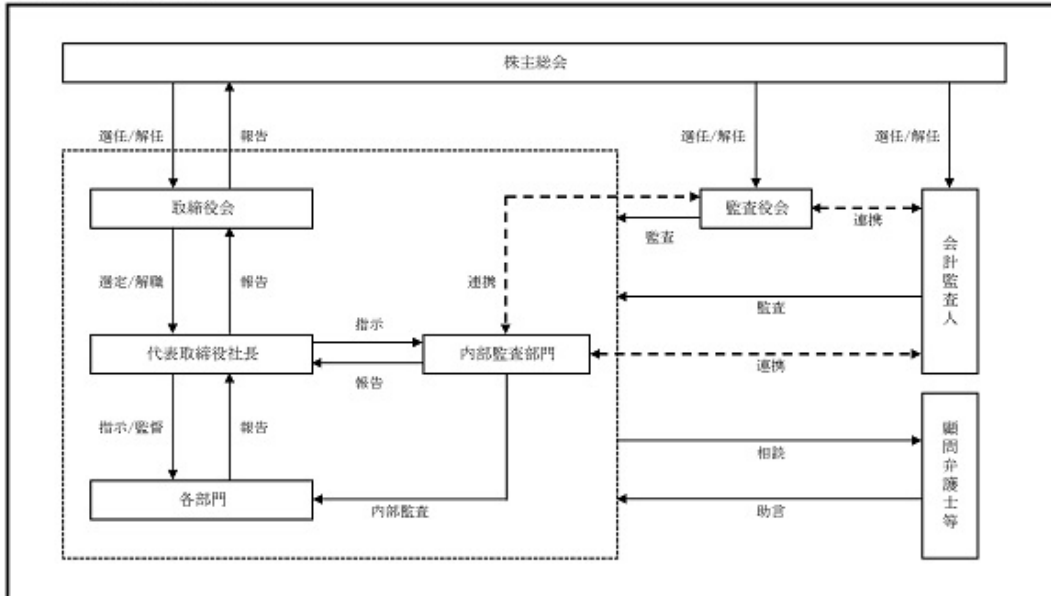 株主総会
選任/解任
報告
選任/解任
選任/解任
取締役会
監査役会
連携
監査
会計監査人
選定/解職
報告
連携
監査
指示
代表取締役社長
内部監査部門
報告
連携
指示/監督
報告
相談
顧問弁護士等
各部門
内部監査
助言